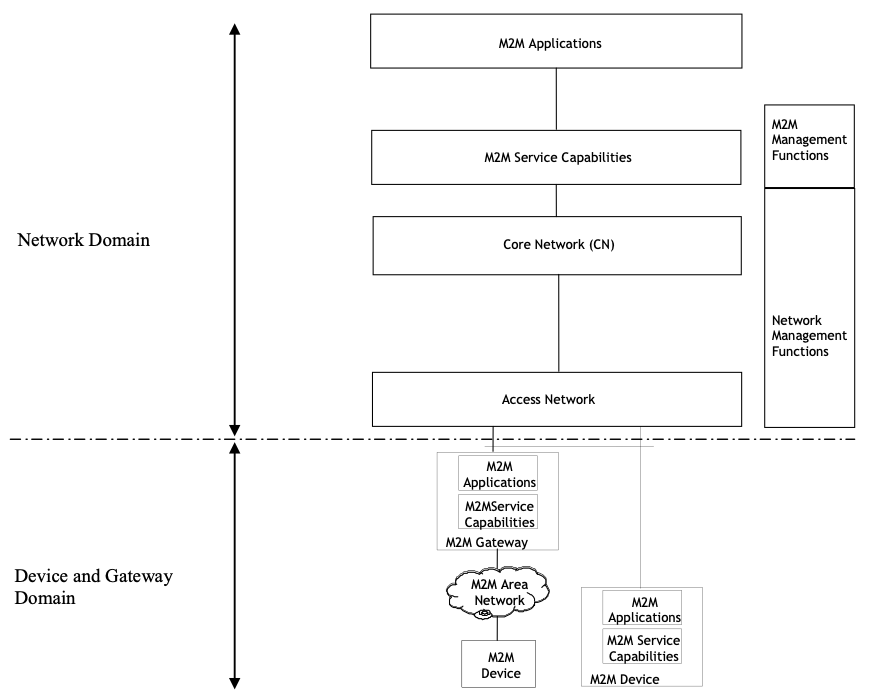 M2M Applications
M2M
Management
Functions
M2M Service Capabilities
Network Domain
Core Network (CN)
Network
Management
Functions
Access Network
M2M
Applications
M2MService
Capabilities
M2M Gateway
Device and Gateway
Domain
M2M Area
Network
M2M
Device
M2M
Applications
M2M Service
Capabilities
M2M Device